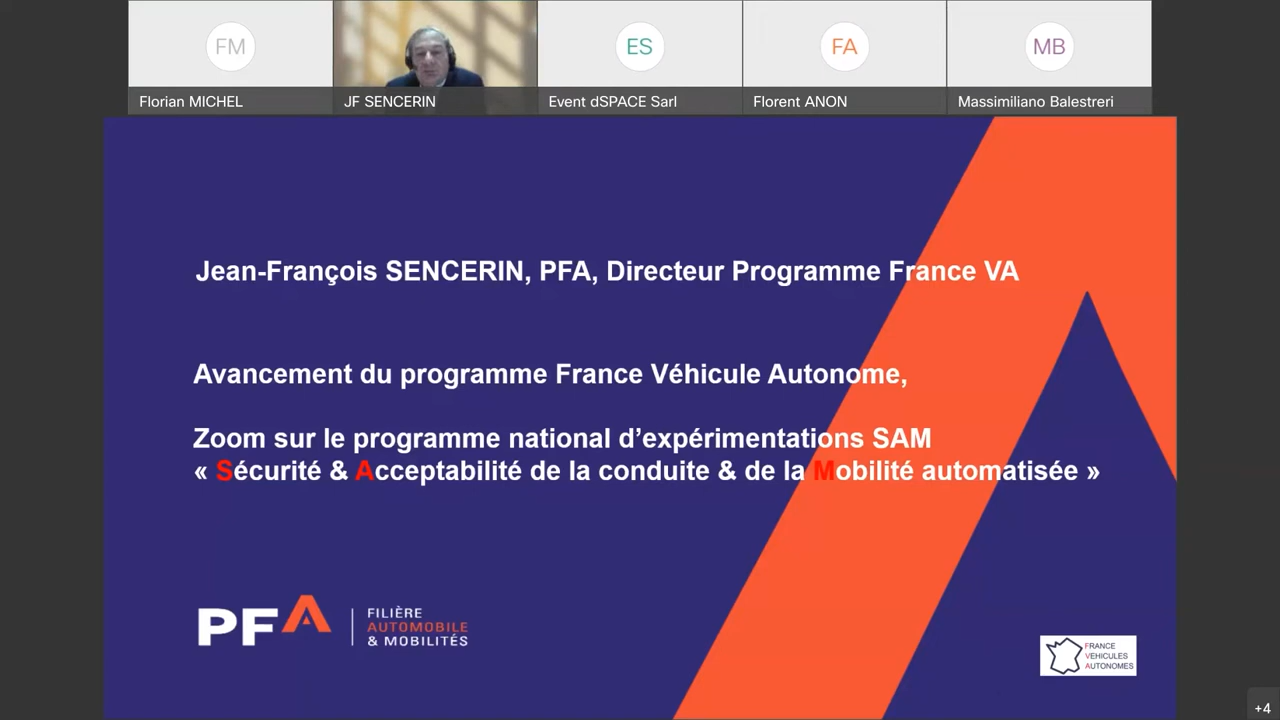 FM
ES
FA
MB
Florian MICHEL
JF SENCERIN
Event dSPACE Sarl
Florent ANON
Massimiliano Balestreri
Jean-François SENCERIN, PFA, Directeur Programme France VA
Avancement du programme France Véhicule Autonome,
Zoom sur le programme national d’expérimentations SAM
« Sécurité & Acceptabilité de la conduite & de la Mobilité automatisée »
PFA
FILIÈRE
AUTOMOBILE
& MOBILITÉS
FRANCE
VEHICULES
AUTONOMES
+4